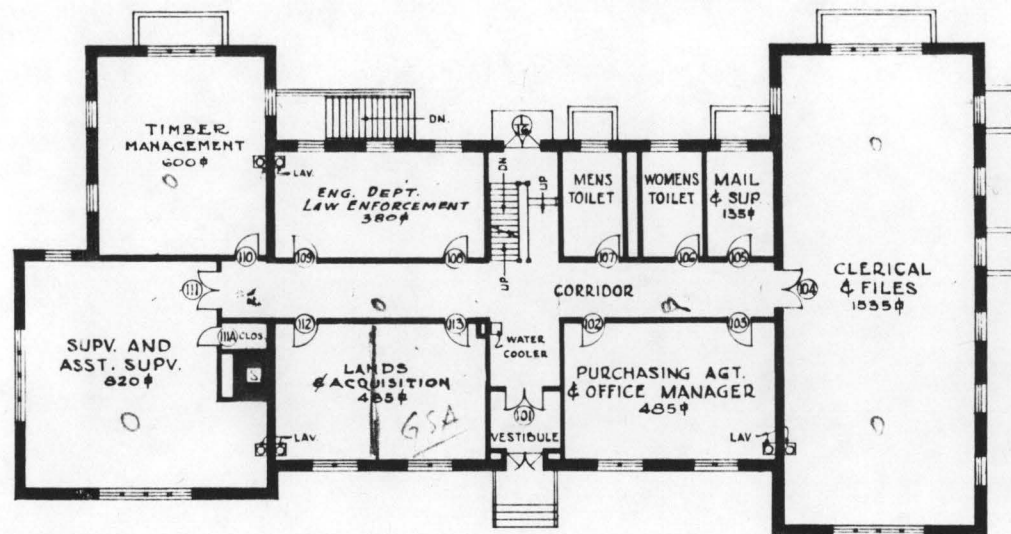 TIMBER
MANAGEMENT
600⌀
LAV.
DN.
ENG. DEPT.
LAW ENFORCEMENT
380⌀
DN
UP
UP
MENS
TOILET
WOMENS
TOILET
MAIL
& SUP.
135⌀
110
109
108
107
106
105
111
CORRIDOR
104
CLERICAL
& FILES
1535⌀
111A
CLOS.
112
113
102
103
SUPV. AND
ASST. SUPV.
820⌀
S
LANDS
& ACQUISITION
485⌀
GSA
WATER
COOLER
PURCHASING AGT.
& OFFICE MANAGER
485⌀
101
VESTIBULE
LAV.
LAV